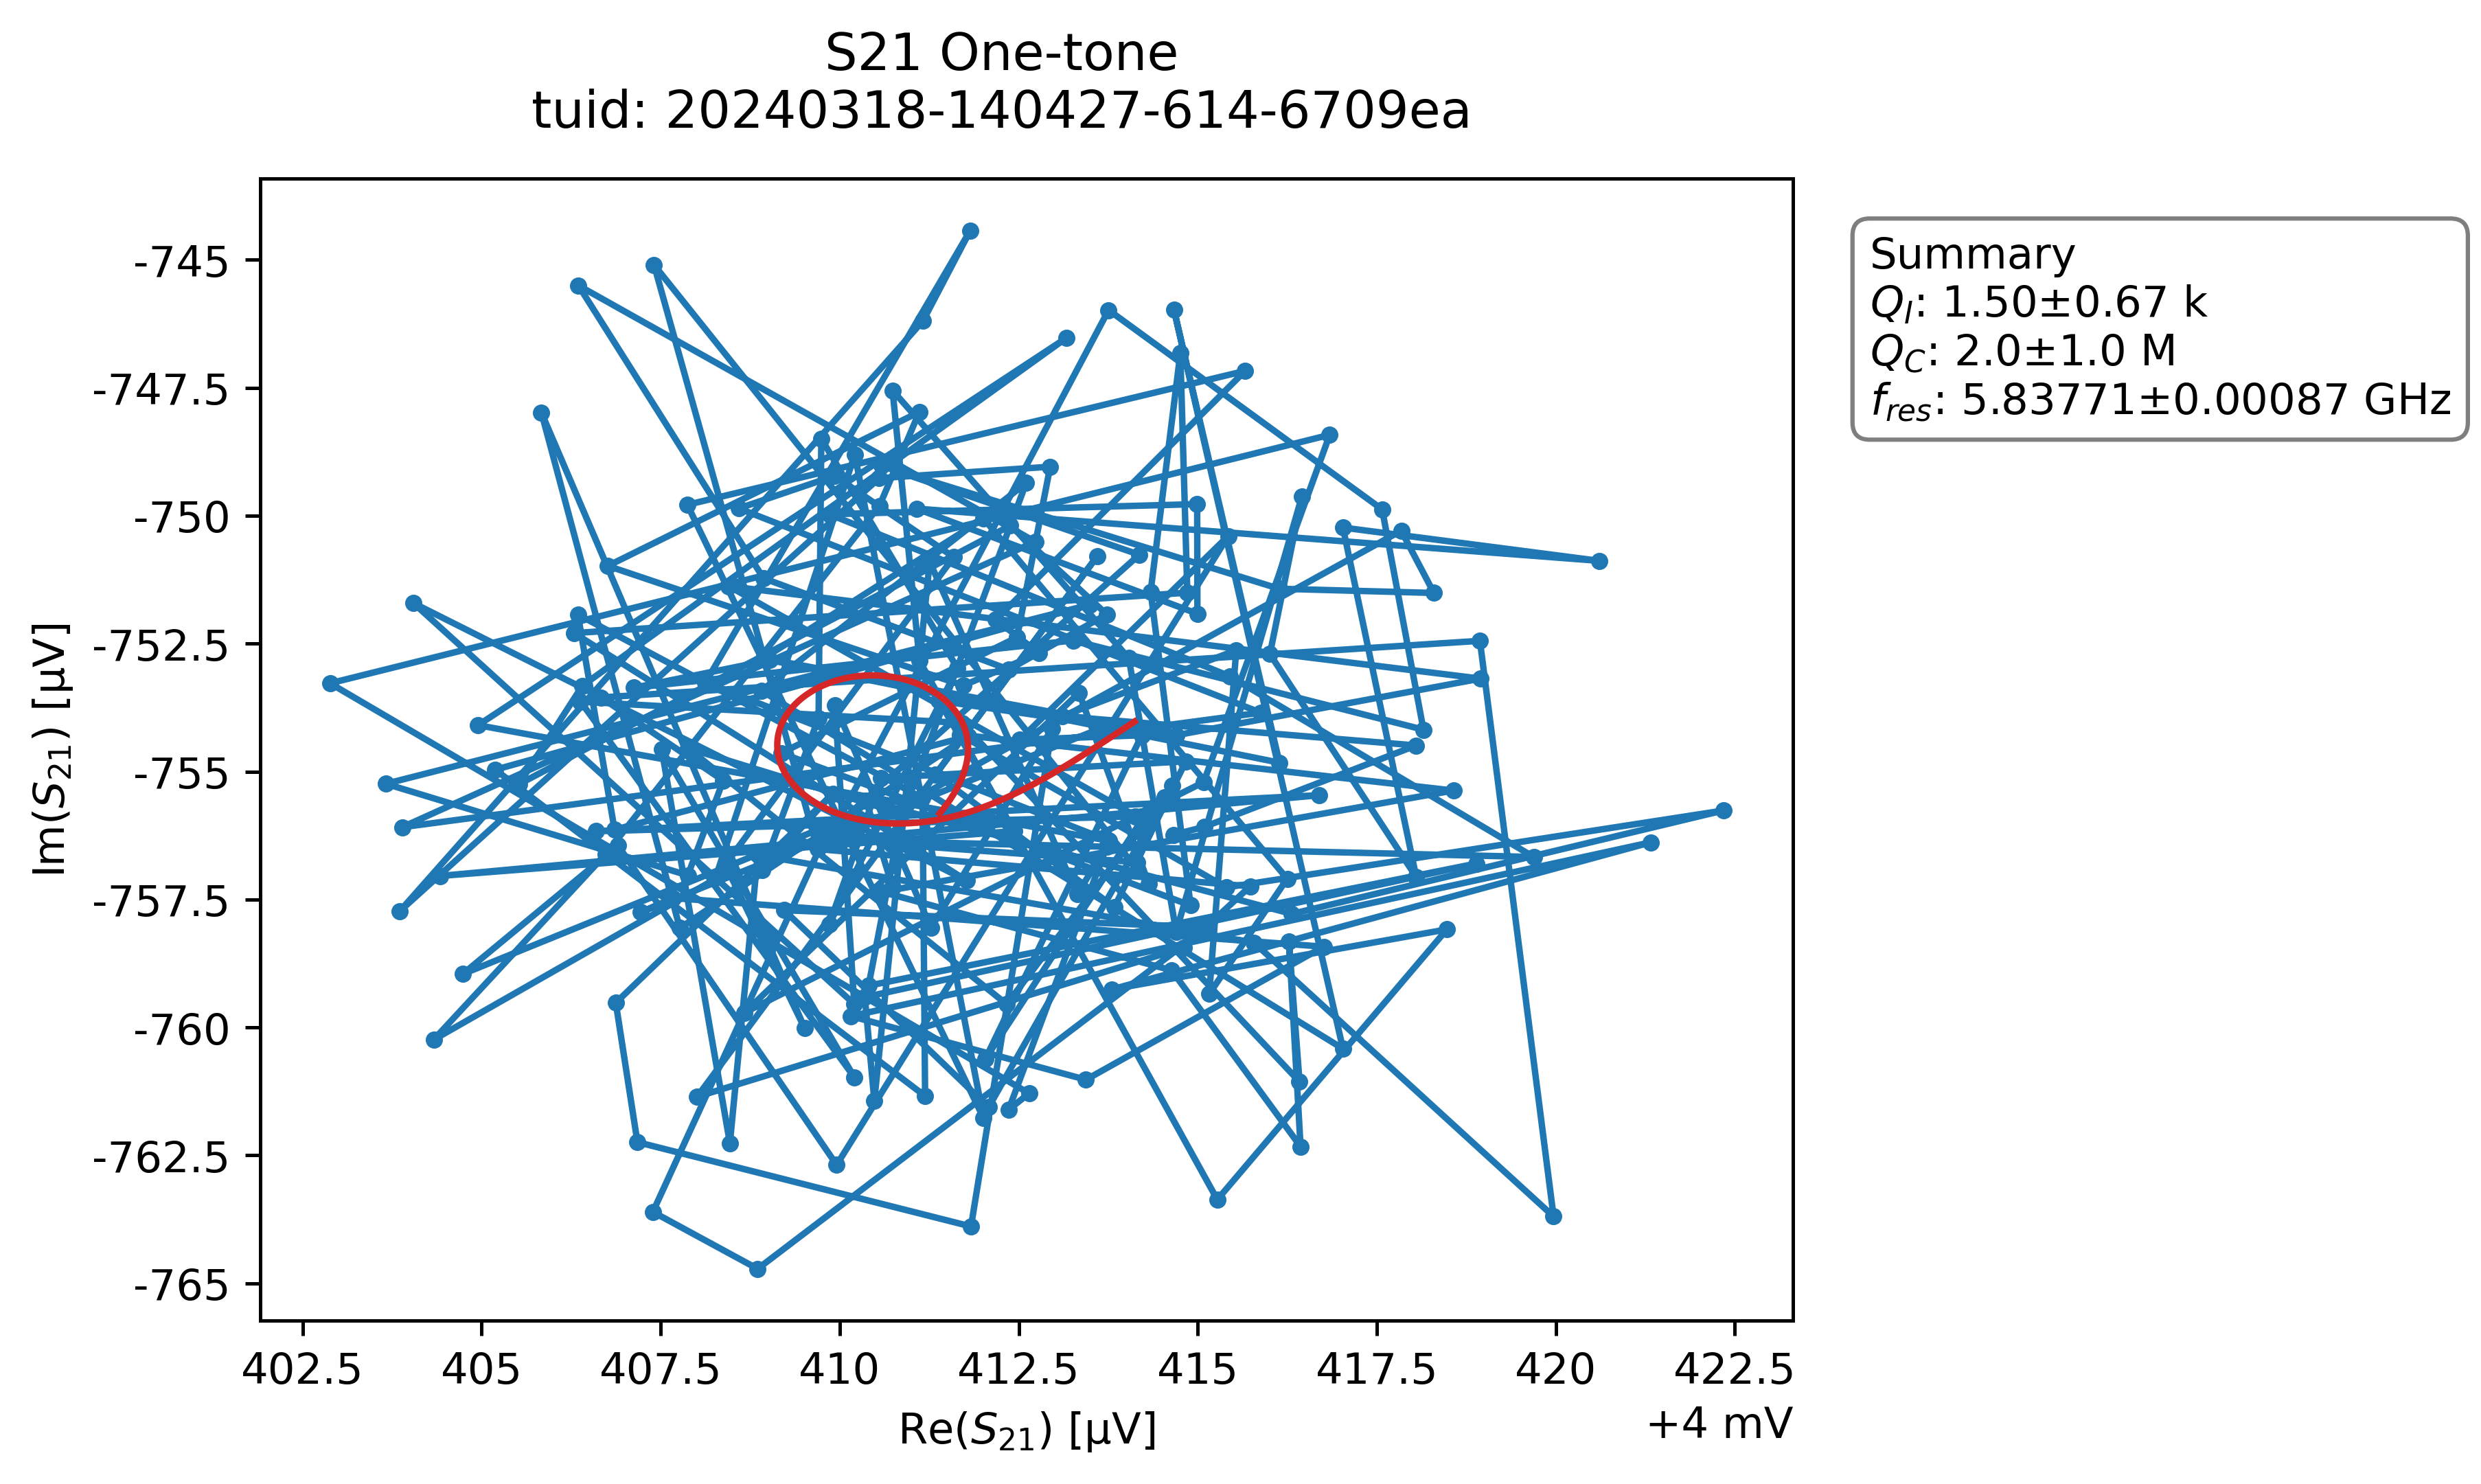 S21 One-tone
tuid: 20240318-140427-614-6709ea
Summary
Q_I: 1.50±0.67 k
Q_C: 2.0±1.0 M
f_res: 5.83771±0.00087 GHz
Im(S_21) [µV]
-745
-747.5
-750
-752.5
-755
-757.5
-760
-762.5
-765
402.5 405 407.5 410 412.5 415 417.5 420 422.5
Re(S_21) [µV]
+4 mV